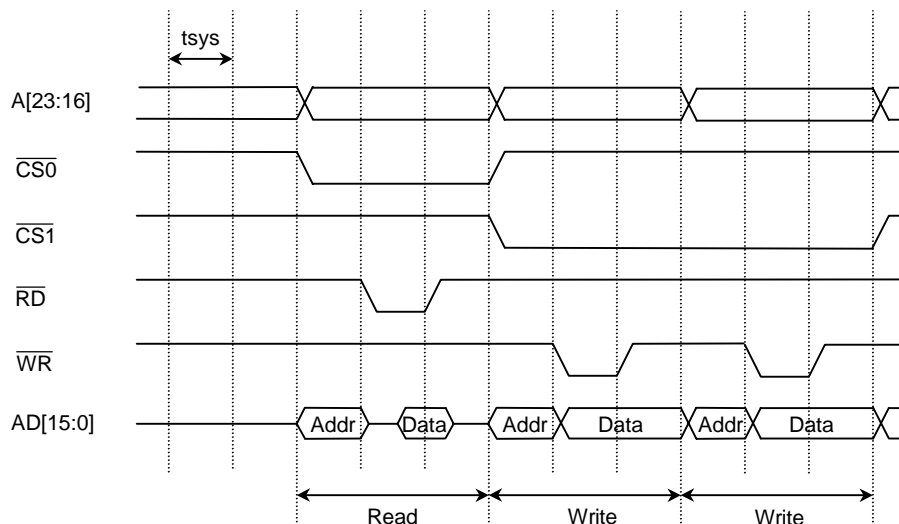 tsys
A[23:16]
CS0
CS1
RD
WR
AD[15:0]
Addr Data Addr Data Addr Data
Read Write Write